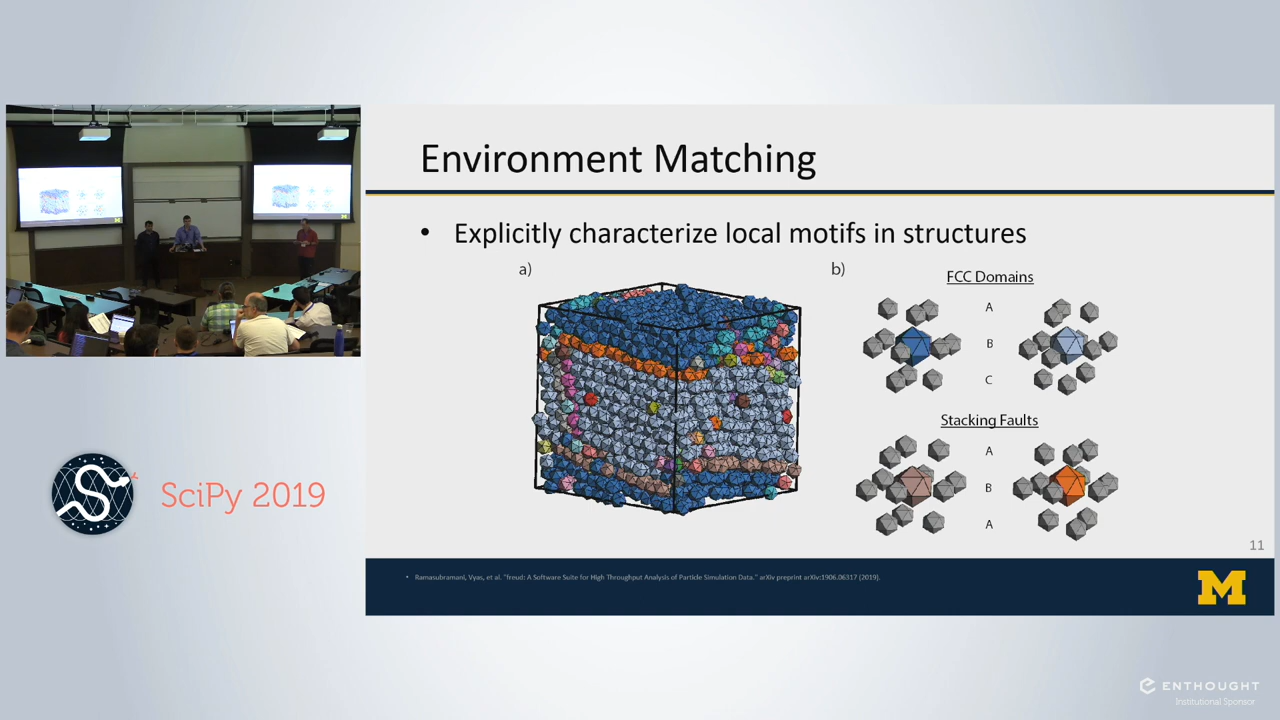 Environment Matching
• Explicitly characterize local motifs in structures
a)
b)
FCC Domains
A
B
C
Stacking Faults
A
B
A
11
• Ramasubramani, Vyas, et al. "freud: A Software Suite for High Throughput Analysis of Particle Simulation Data." arXiv preprint arXiv:1906.06317 (2019).
M
S
SciPy 2019
ENTHOUGHT
Institutional Sponsor